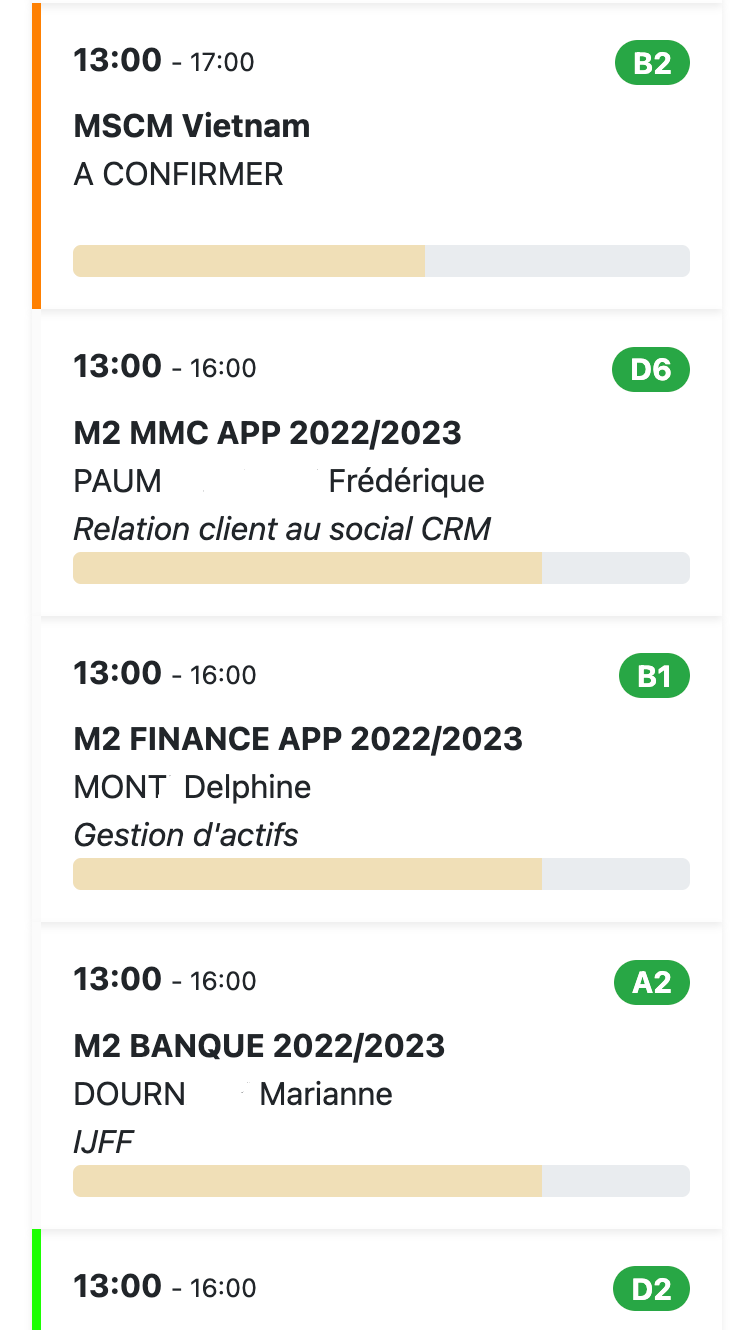 13:00 - 17:00 B2
MSCM Vietnam
A CONFIRMER
13:00 - 16:00 D6
M2 MMC APP 2022/2023
PAUM Frédérique
Relation client au social CRM
13:00 - 16:00 B1
M2 FINANCE APP 2022/2023
MONT Delphine
Gestion d'actifs
13:00 - 16:00 A2
M2 BANQUE 2022/2023
DOURN Marianne
IJFF
13:00 - 16:00 D2